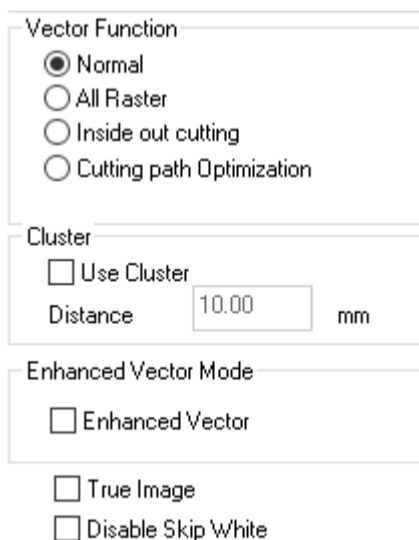 Vector Function
Normal
All Raster
Inside out cutting
Cutting path Optimization
Cluster
Use Cluster
Distance 10.00 mm
Enhanced Vector Mode
Enhanced Vector
True Image
Disable Skip White